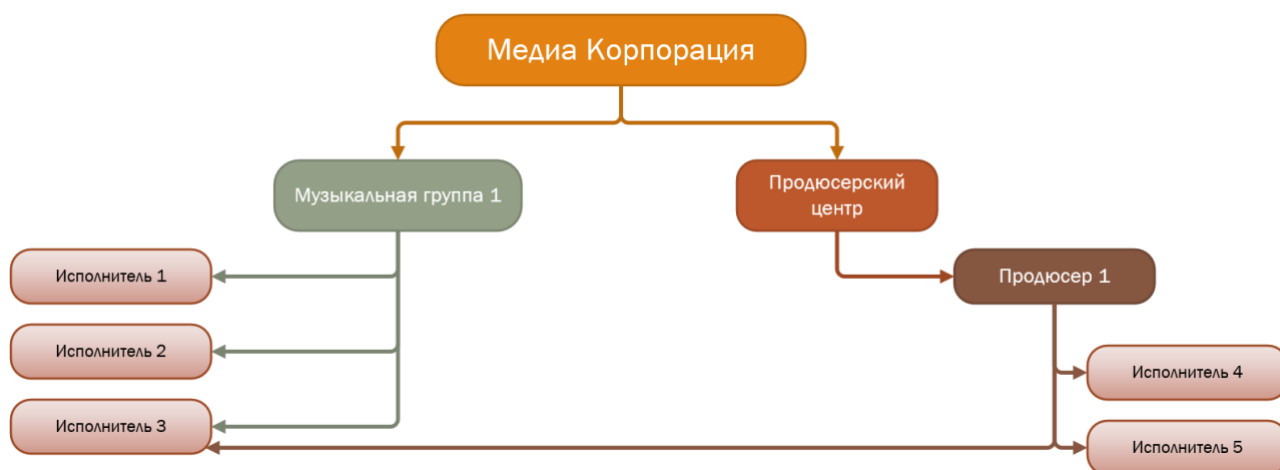 Медиа Корпорация
Музыкальная группа 1
Продюсерский
центр
Исполнитель 1
Продюсер 1
Исполнитель 2
Исполнитель 4
Исполнитель 3
Исполнитель 5